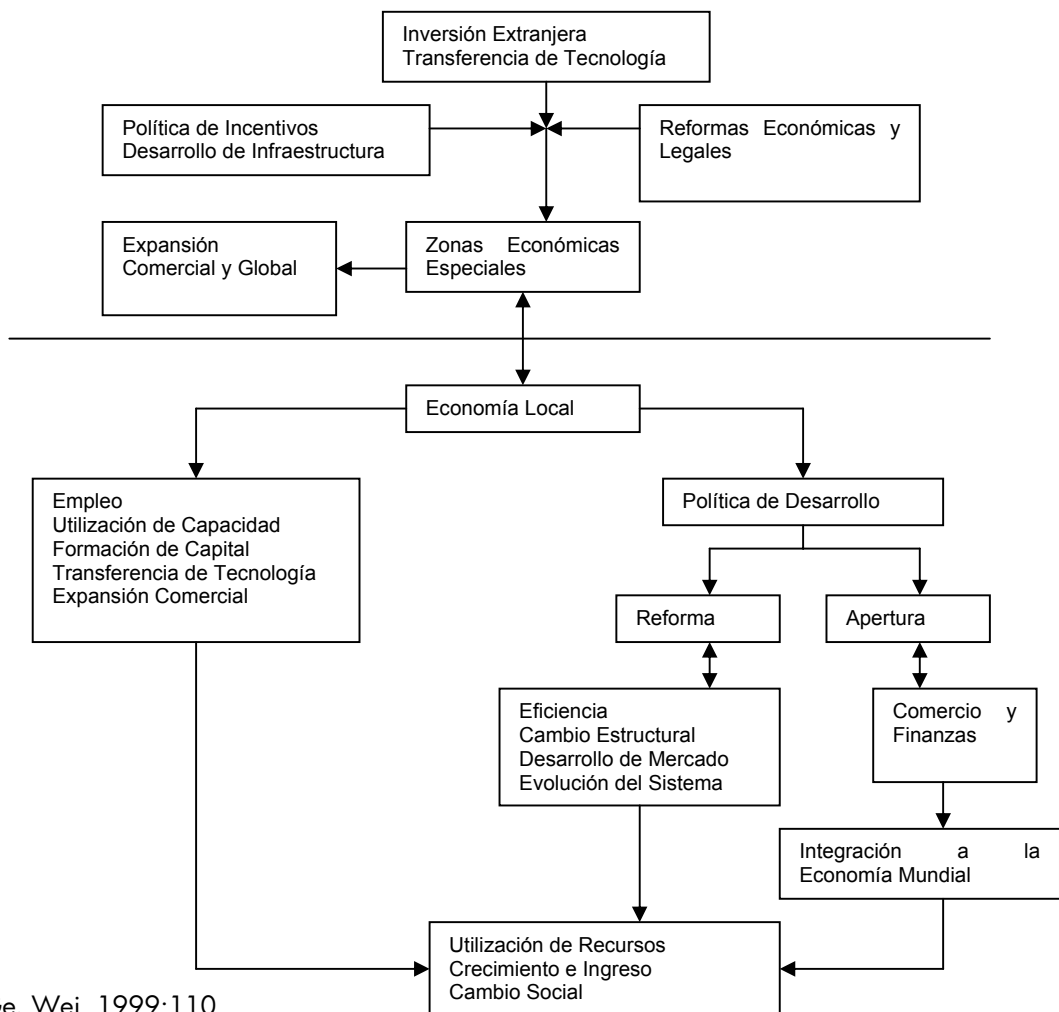 Inversión Extranjera
Transferencia de Tecnología
Política de Incentivos
Desarrollo de Infraestructura
Reformas Económicas y
Legales
Expansión
Comercial y Global
Zonas Económicas
Especiales
Economía Local
Empleo
Utilización de Capacidad
Formación de Capital
Transferencia de Tecnología
Expansión Comercial
Política de Desarrollo
Reforma
Apertura
Eficiencia
Cambio Estructural
Desarrollo de Mercado
Evolución del Sistema
Comercio y
Finanzas
Integración a la
Economía Mundial
Utilización de Recursos
Crecimiento e Ingreso
Cambio Social
Wei, 1999:110